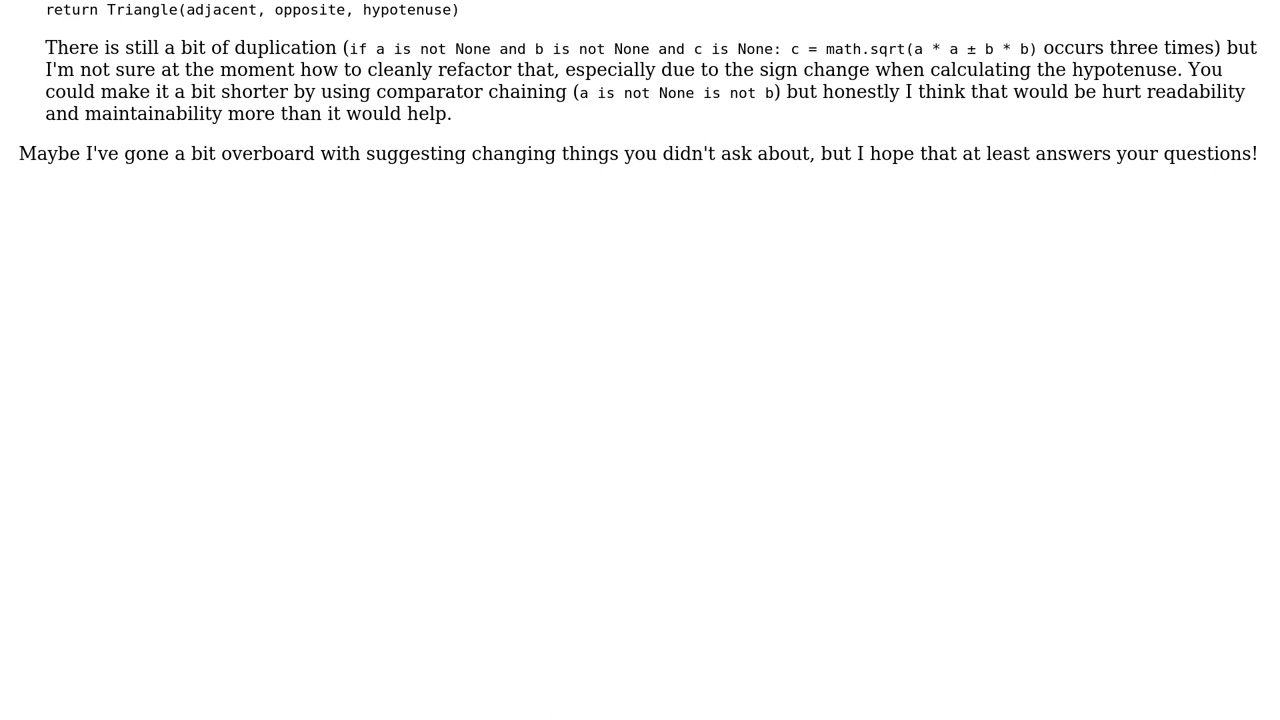 return Triangle(adjacent, opposite, hypotenuse)
There is still a bit of duplication (if a is not None and b is not None and c is None: c = math.sqrt(a * a ± b * b) occurs three times) but
I'm not sure at the moment how to cleanly refactor that, especially due to the sign change when calculating the hypotenuse. You
could make it a bit shorter by using comparator chaining (a is not None is not b) but honestly I think that would be hurt readability
and maintainability more than it would help.
Maybe I've gone a bit overboard with suggesting changing things you didn't ask about, but I hope that at least answers your questions!